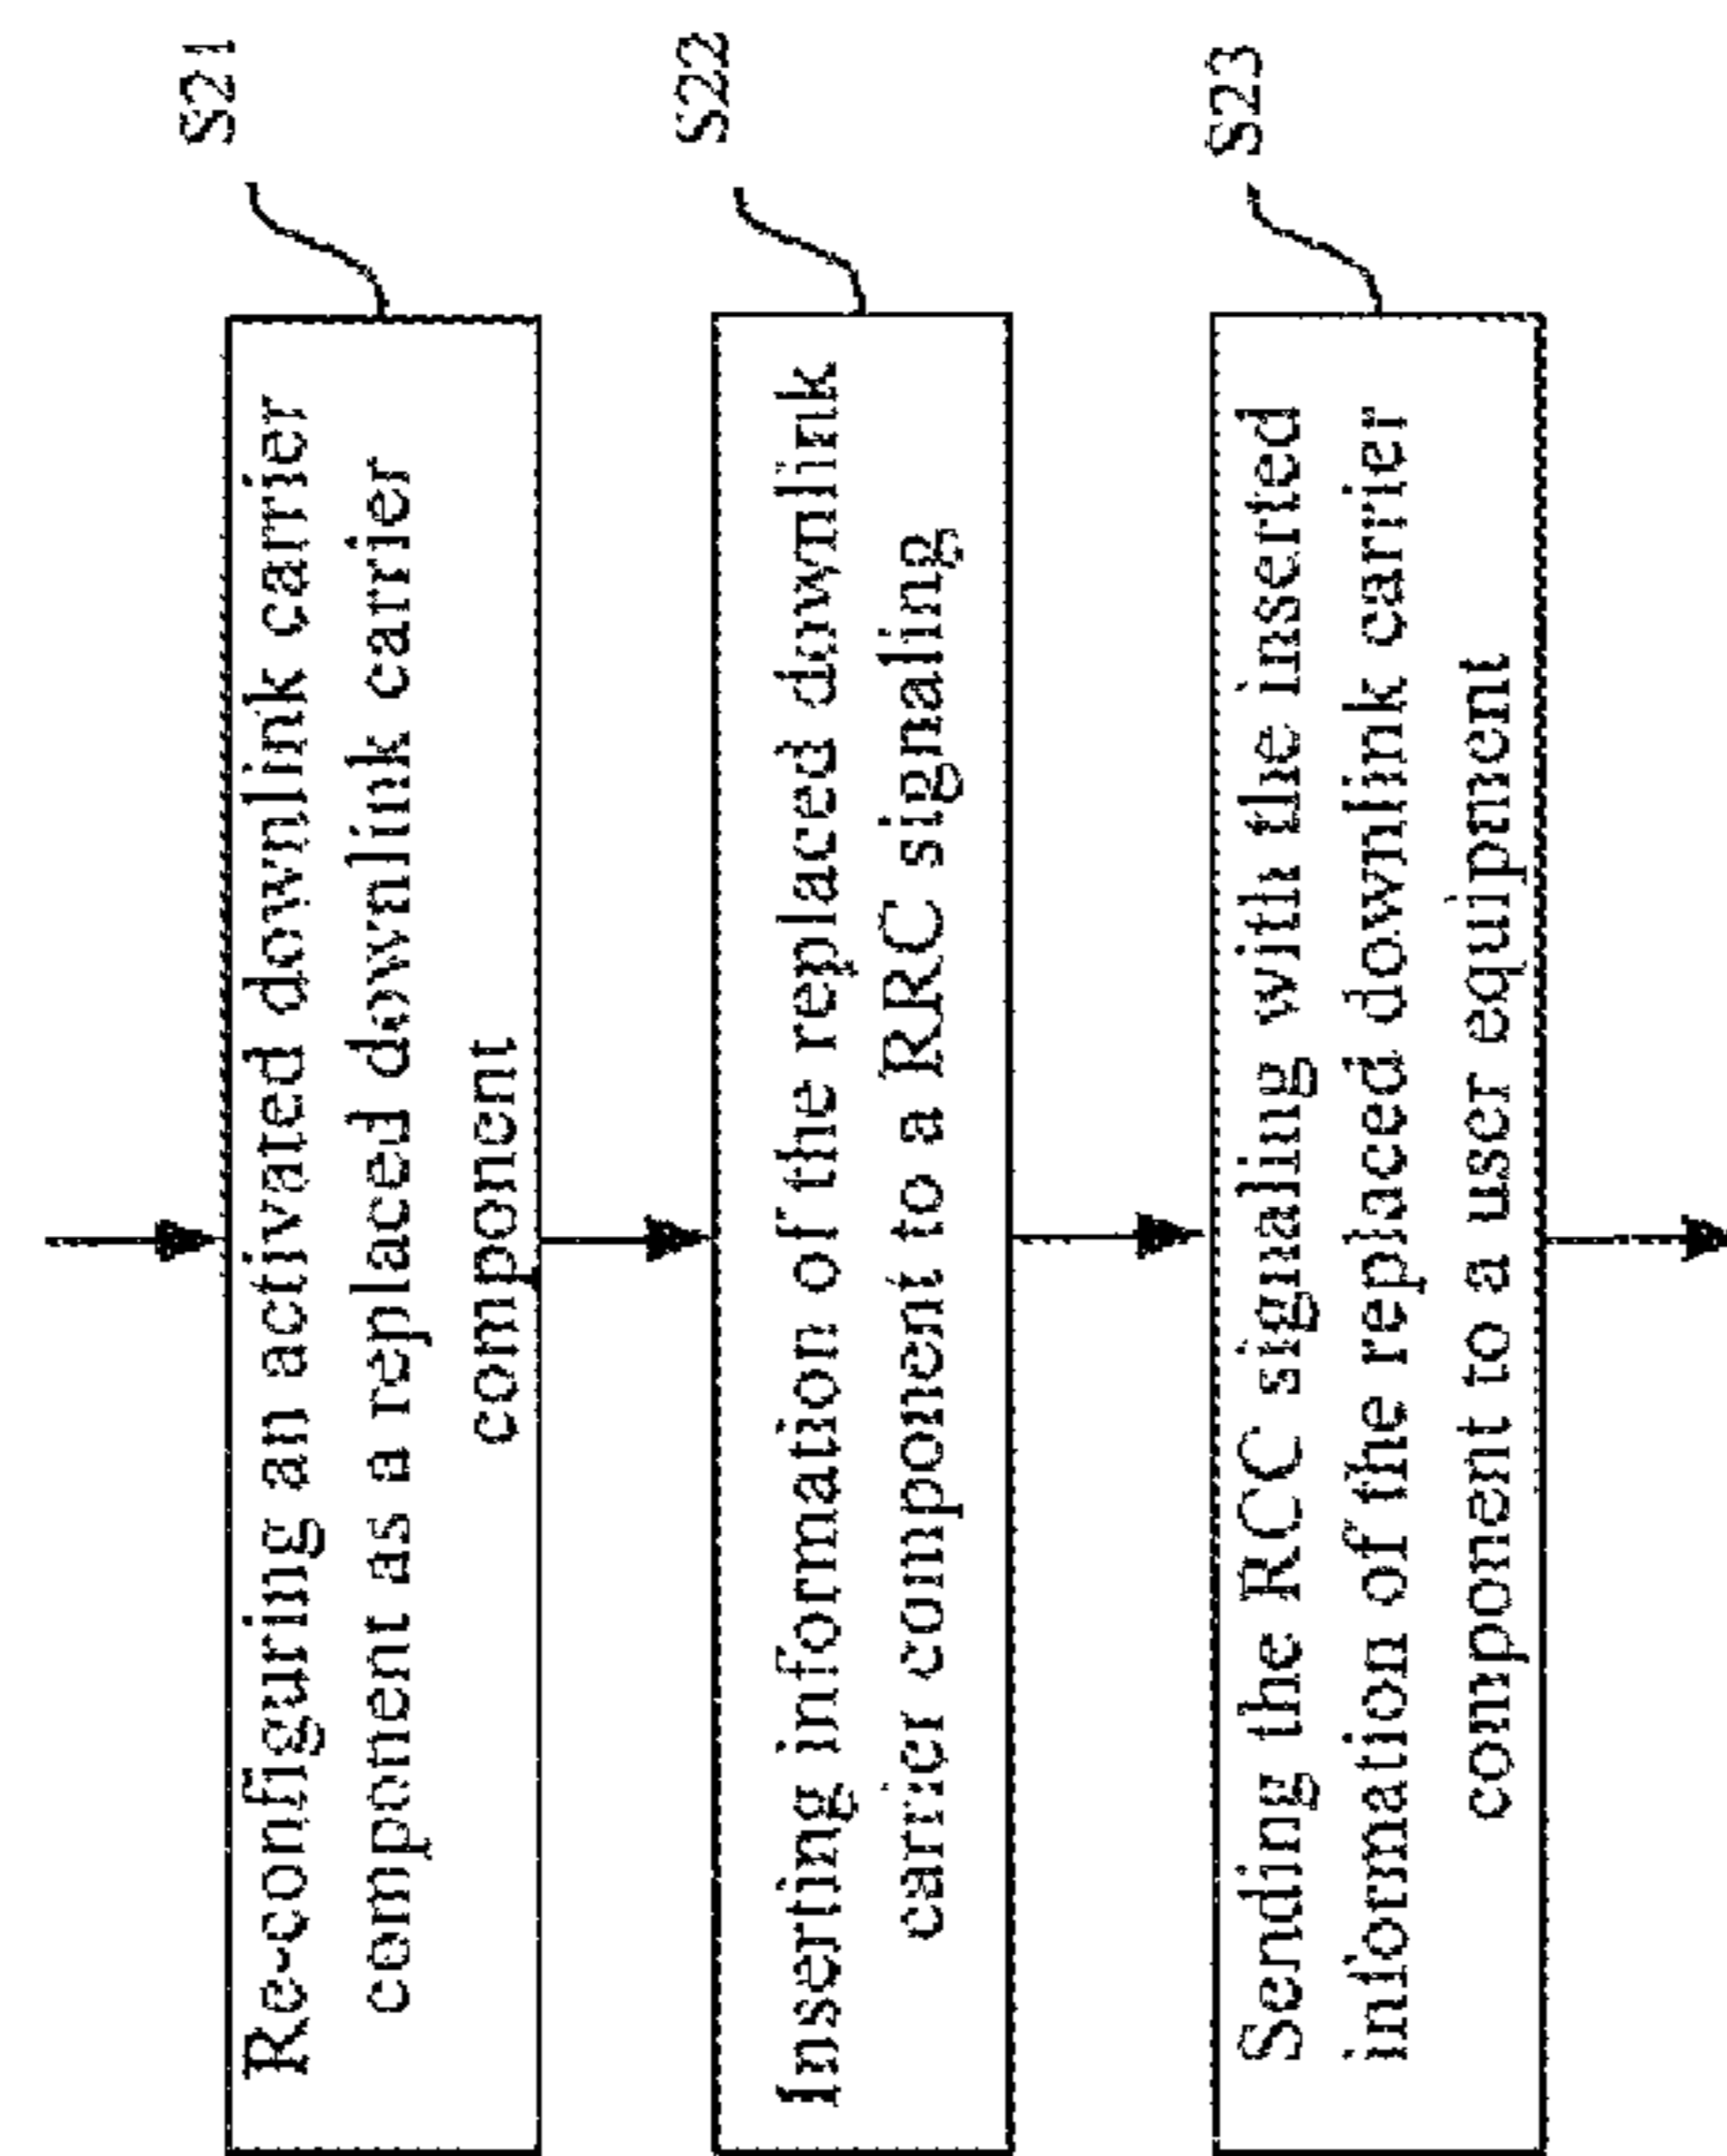 S21
Re-configuring an activated downlink carrier
component as a replaced downlink carrier
component
S22
Inserting information of the replaced downlink
carrier component to a RRC signaling
S23
Sending the RCC signaling with the inserted
information of the replaced downlink carrier
component to a user equipment